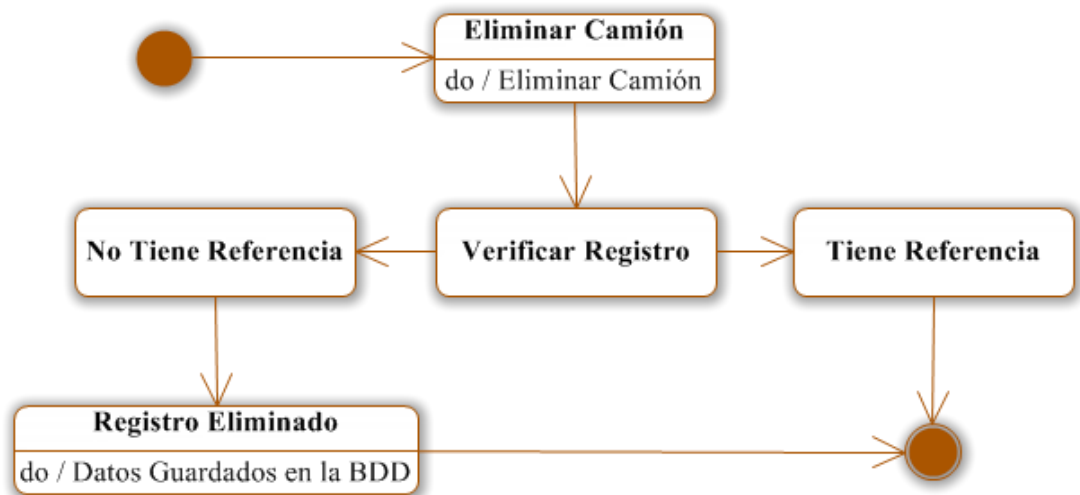 Eliminar Camión
do / Eliminar Camión
No Tiene Referencia
Verificar Registro
Tiene Referencia
Registro Eliminado
do / Datos Guardados en la BDD